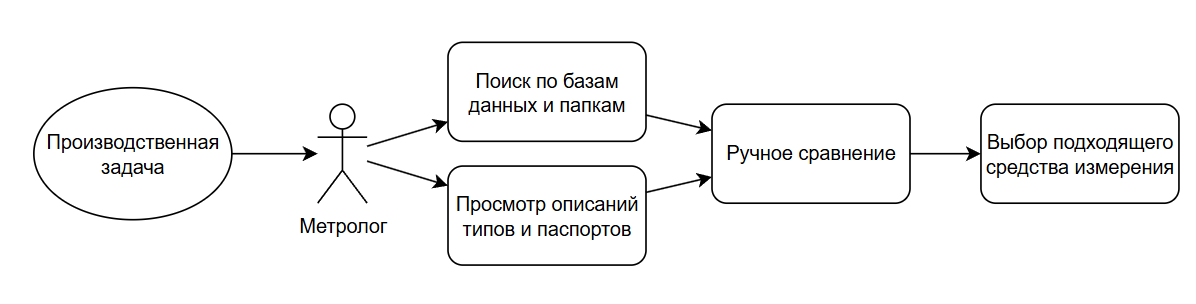 Производственная
задача
Метролог
Поиск по базам
данных и папкам
Просмотр описаний
типов и паспортов
Ручное сравнение
Выбор подходящего
средства измерения